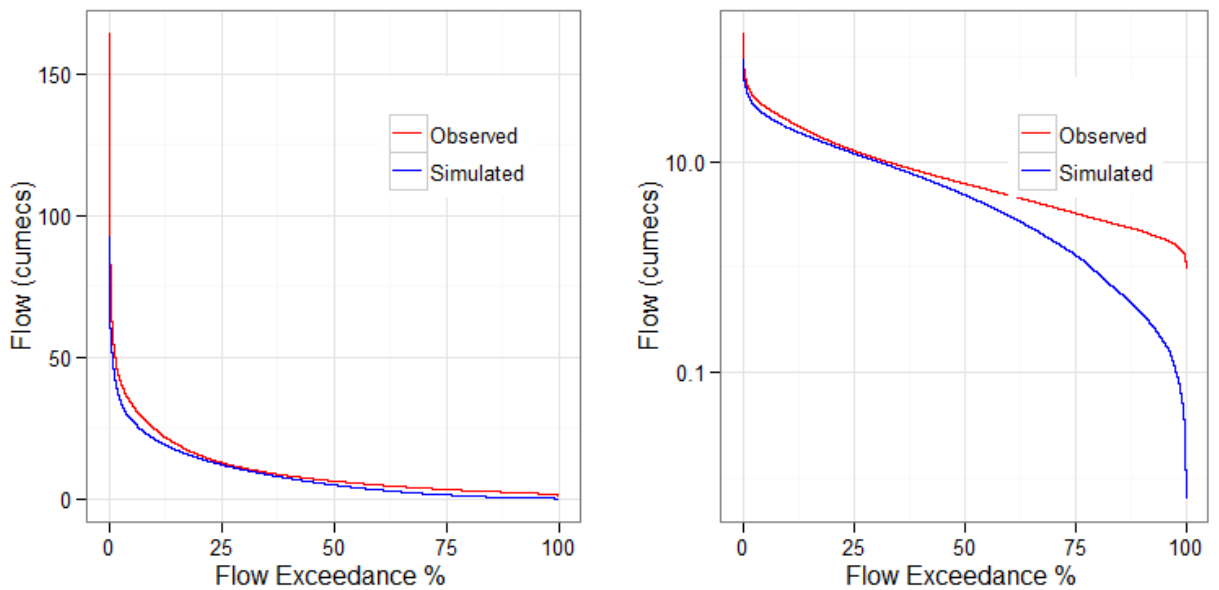 150
100
50
0
Flow (cumecs)
Observed
Simulated
0 25 50 75 100
Flow Exceedance %
10.0
0.1
Flow (cumecs)
Observed
Simulated
0 25 50 75 100
Flow Exceedance %